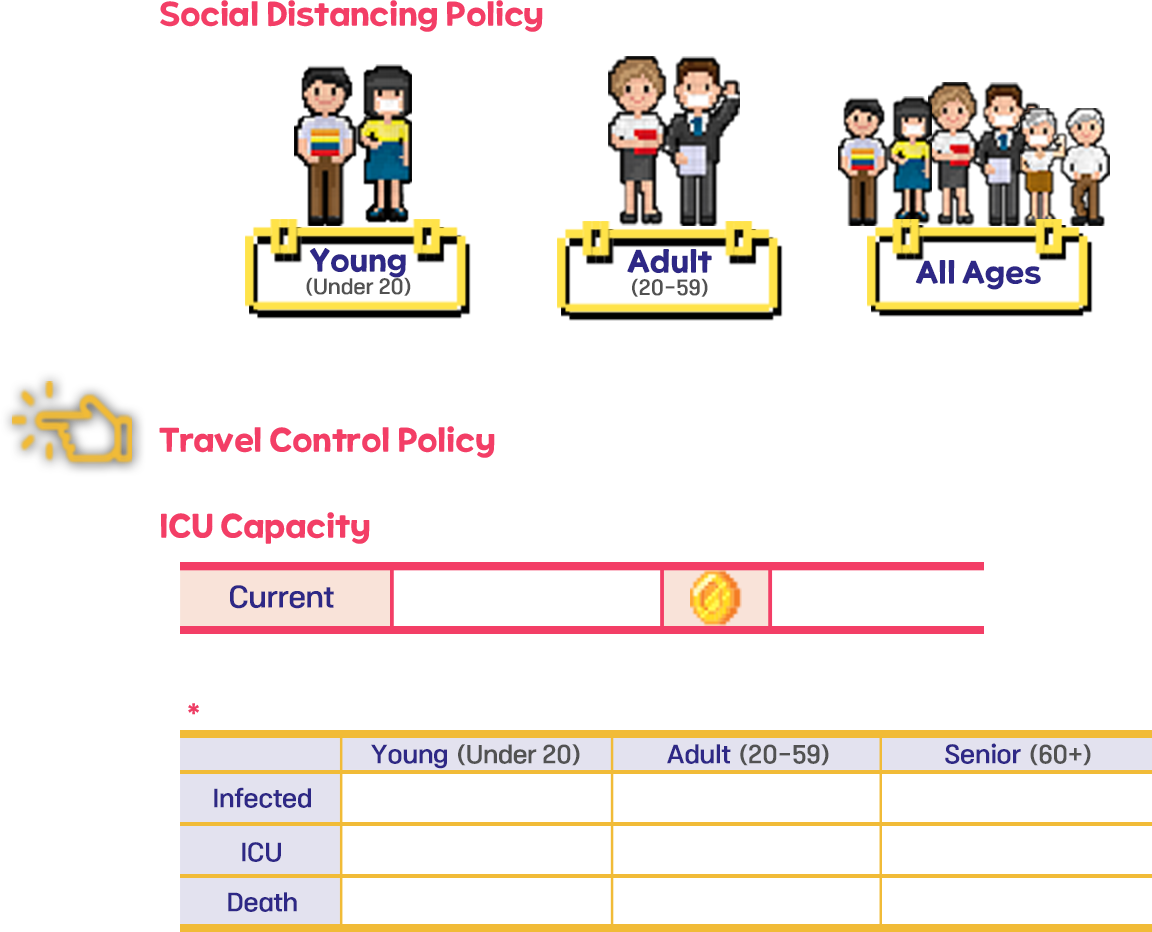 Social Distancing Policy
Young
(Under 20)
Adult
(20-59)
All Ages
Travel Control Policy
ICU Capacity
Current
*
Young (Under 20) Adult (20-59) Senior (60+)
Infected
ICU
Death